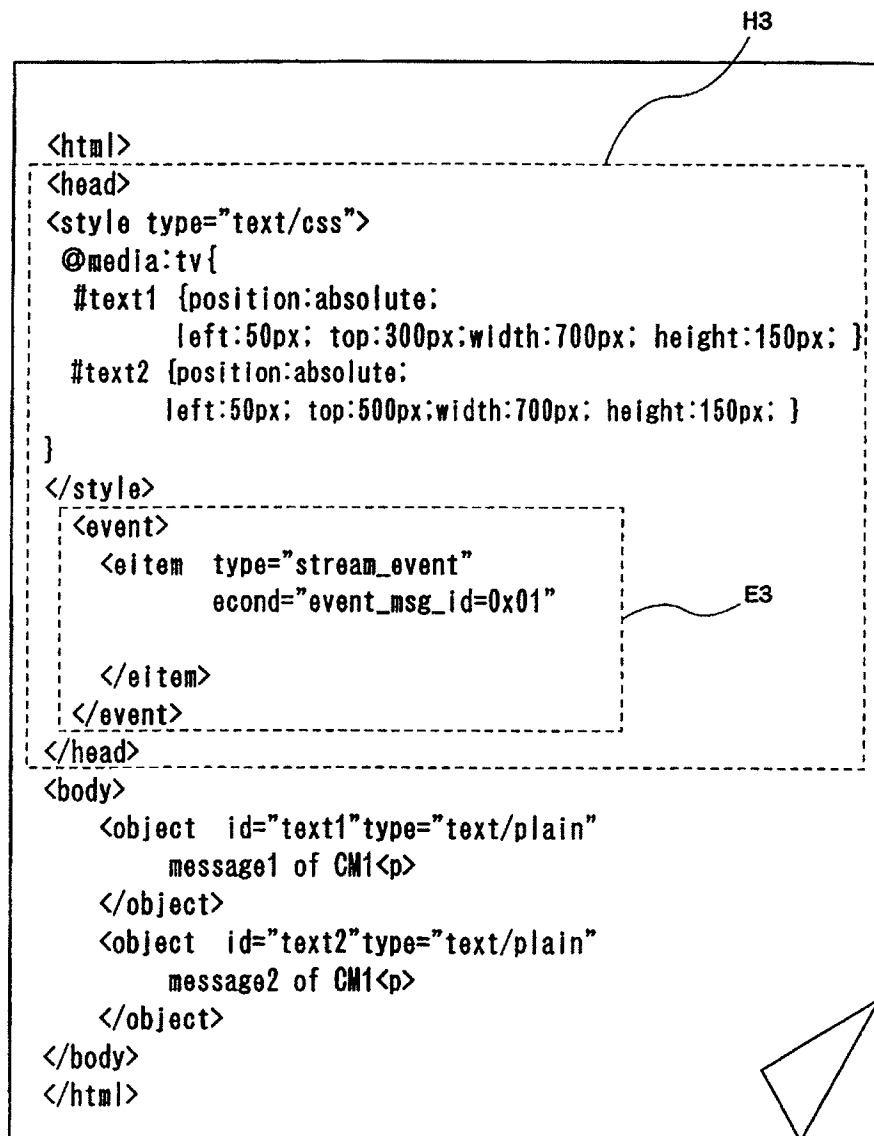 H3
<html>
<head>
<style type="text/css">
@media:tv{
#text1 {position:absolute;
left:50px; top:300px;width:700px; height:150px; }
#text2 {position:absolute;
left:50px; top:500px;width:700px; height:150px; }
}
</style>
<event>
<eitem type="stream_event"
econd="event_msg_id=0x01"
E3
</eitem>
</event>
</head>
<body>
<object id="text1"type="text/plain"
message1 of CM1<p>
</object>
<object id="text2"type="text/plain"
message2 of CM1<p>
</object>
</body>
</html>